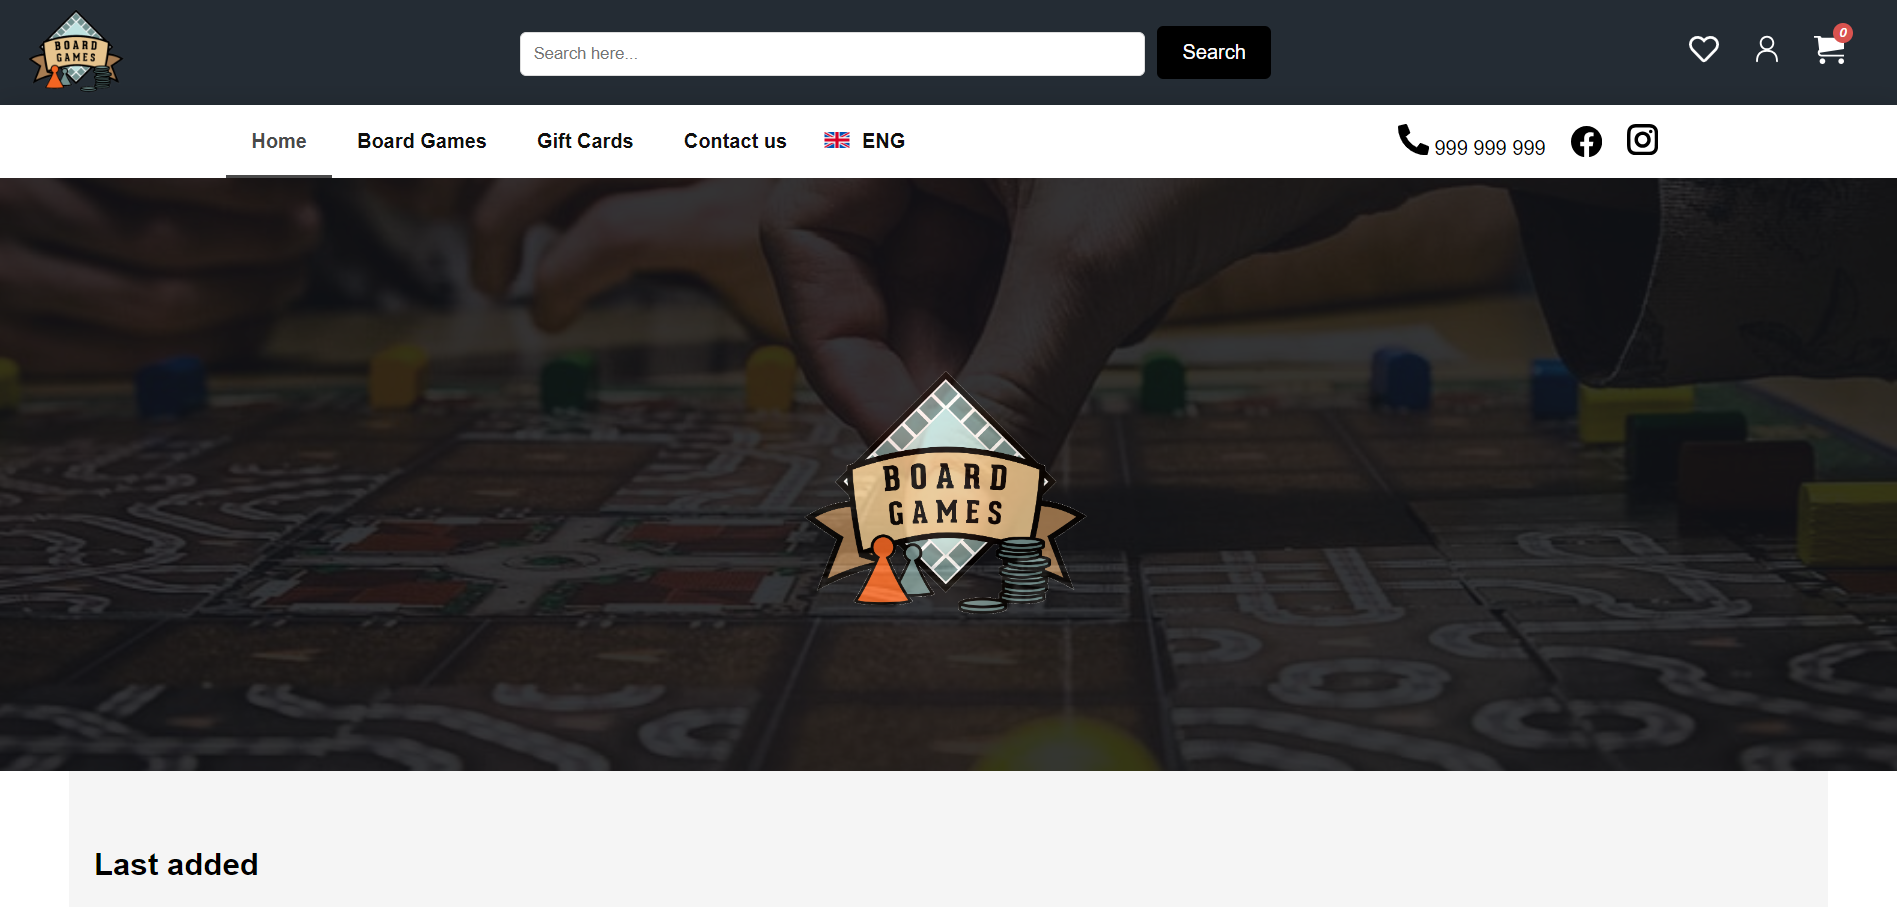 BOARD
GAMES
Search here...
Search
0
Home
Board Games
Gift Cards
Contact us
ENG
999 999 999
BOARD
GAMES
Last added